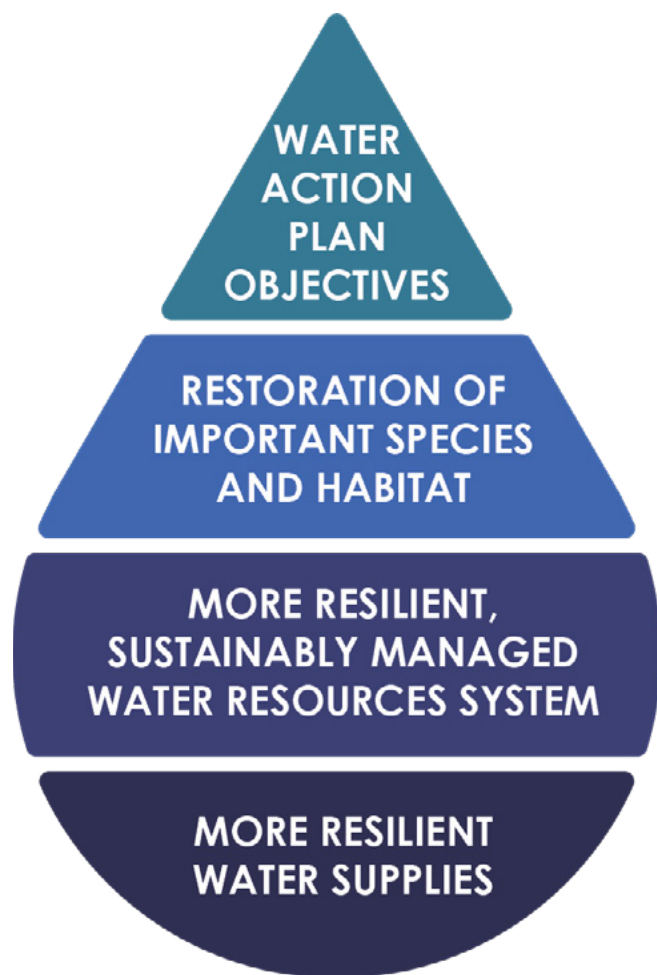 WATER
ACTION
PLAN
OBJECTIVES
RESTORATION OF
IMPORTANT SPECIES
AND HABITAT
MORE RESILIENT,
SUSTAINABLY MANAGED
WATER RESOURCES SYSTEM
MORE RESILIENT
WATER SUPPLIES